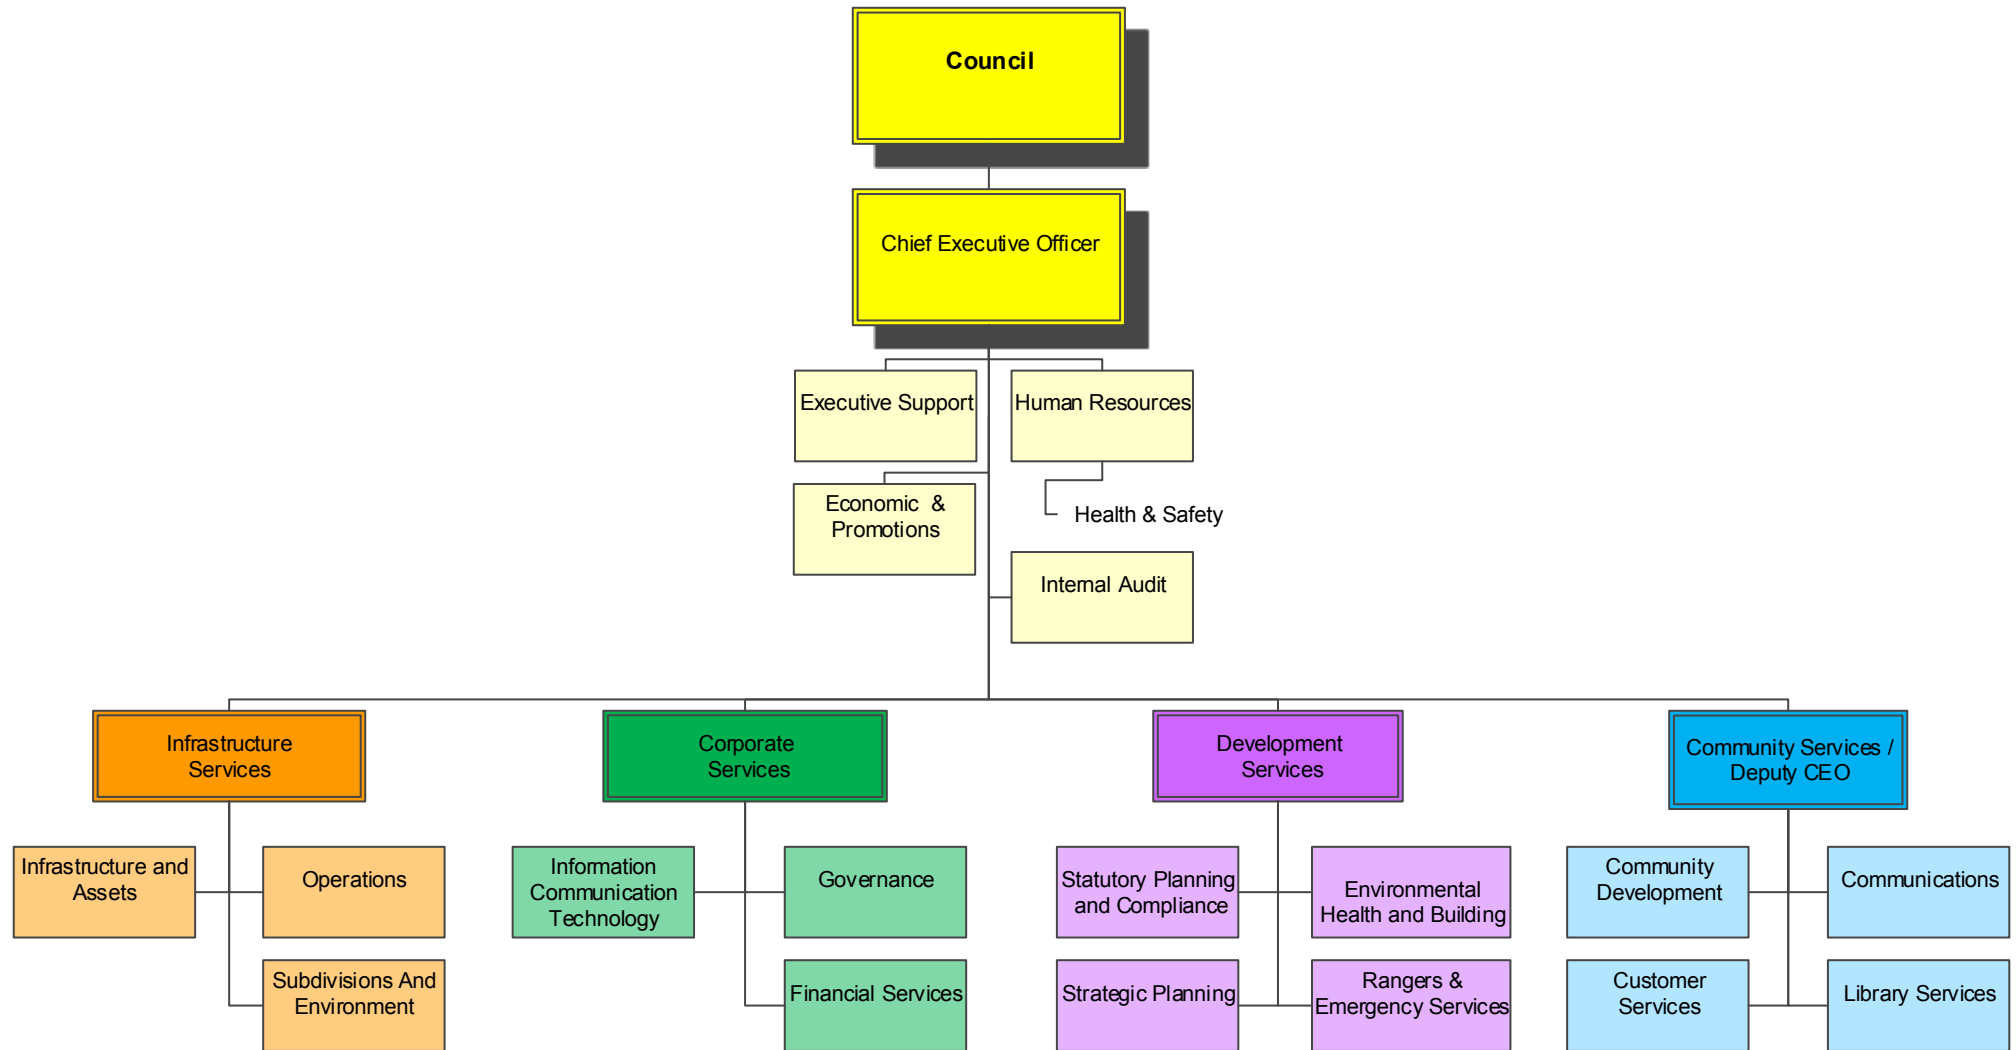 Council
Chief Executive Officer
Executive Support
Human Resources
Economic &
Promotions
Health & Safety
Internal Audit
Infrastructure
Services
Corporate
Services
Development
Services
Community Services /
Deputy CEO
Infrastructure and
Assets
Operations
Information
Communication
Technology
Governance
Statutory Planning
and Compliance
Environmental
Health and Building
Community
Development
Communications
Subdivisions And
Environment
Financial Services
Strategic Planning
Rangers &
Emergency Services
Customer
Services
Library Services